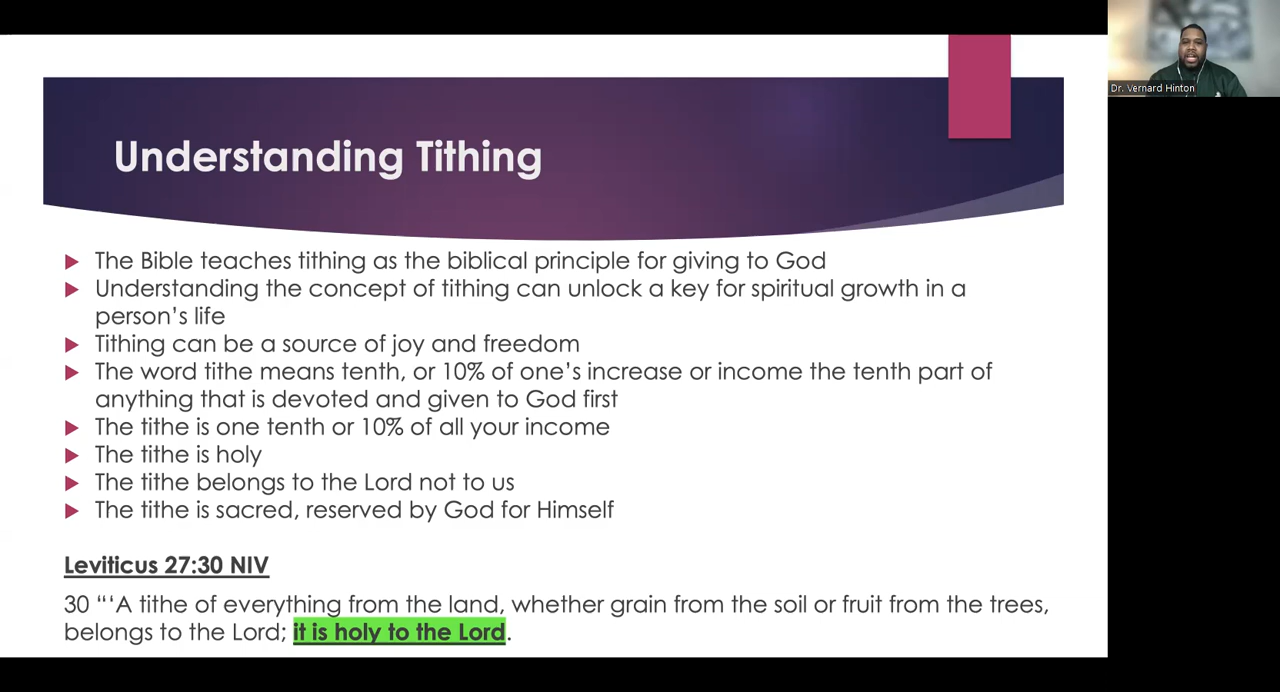 Understanding Tithing
The Bible teaches tithing as the biblical principle for giving to God
Understanding the concept of tithing can unlock a key for spiritual growth in a
person’s life
Tithing can be a source of joy and freedom
The word tithe means tenth, or 10% of one’s increase or income the tenth part of
anything that is devoted and given to God first
The tithe is one tenth or 10% of all your income
The tithe is holy
The tithe belongs to the Lord not to us
The tithe is sacred, reserved by God for Himself
Leviticus 27:30 NIV
30 “‘A tithe of everything from the land, whether grain from the soil or fruit from the trees,
belongs to the Lord; it is holy to the Lord.
Dr. Vernard Hinton